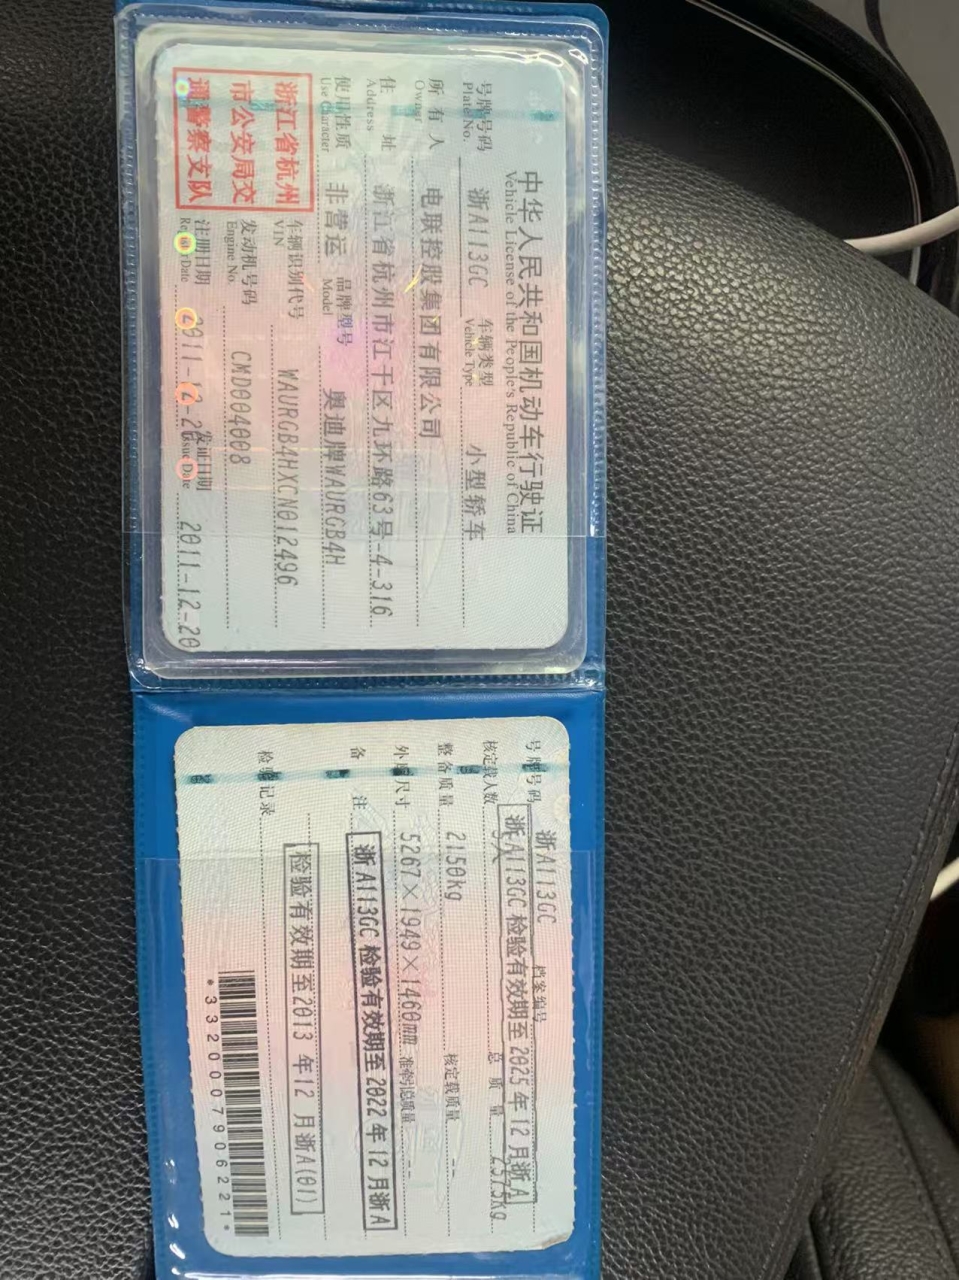 中华人民共和国机动车行驶证
Vehicle License of the People's Republic of China
号牌号码 浙A113GC 车辆类型 小型轿车
Plate No. Vehicle Type
所有人 电联控股集团有限公司
Owner
住址 浙江省杭州市江干区九环路63号-4-316
Address
使用性质 非营运 品牌型号 奥迪牌WAURGB4H
Use Character Model
浙江省杭州
市公安局交
通警察支队
车辆识别代号 WAURGB4HXCN012496
VIN
发动机号码 CMD004008
Engine No.
注册日期 2011-12-20 发证日期 2011-12-20
Register Date Issue Date
号牌号码 浙A113GC 档案编号
浙A113GC 检验有效期至2025年12月浙A
核定载人数 总质量 2575kg
整备质量 2150kg 核定载质量 --
外廓尺寸 5267×1949×1460mm 准牵引总质量 --
备注 浙A113GC 检验有效期至2022年12月浙A
检验有效期至2013年12月浙A(01)
检验记录
*3320007906221*